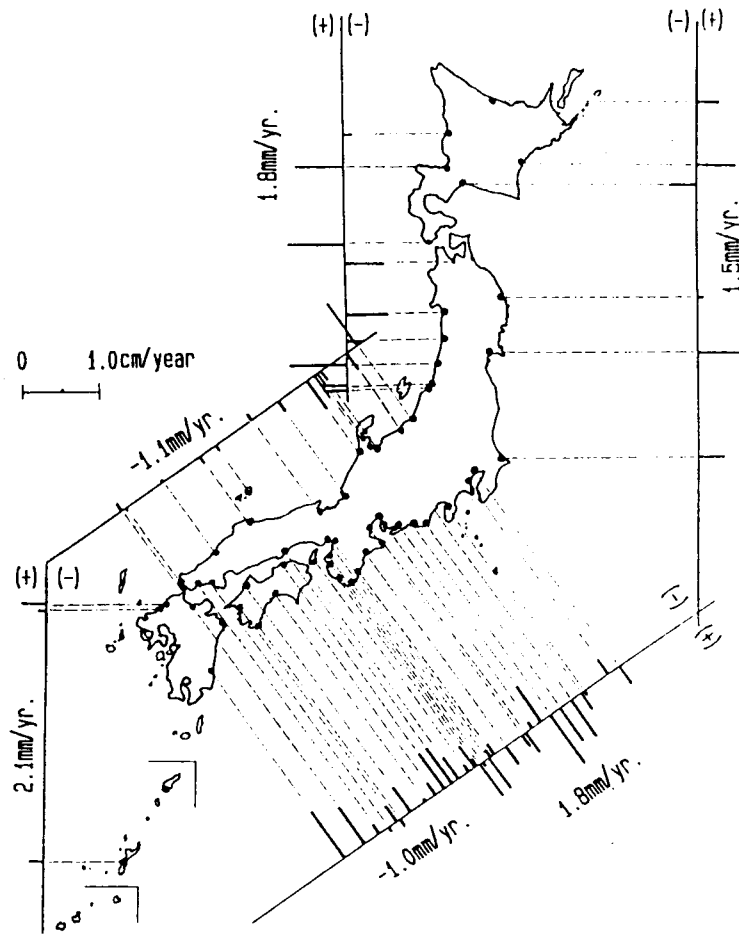 (+) (-)
(-) (+)
1.8mm/yr.
1.5mm/yr.
0 1.0cm/year
-1.1mm/yr.
(+) (-)
(-)
(+)
2.1mm/yr.
1.8mm/yr.
-1.0mm/yr.